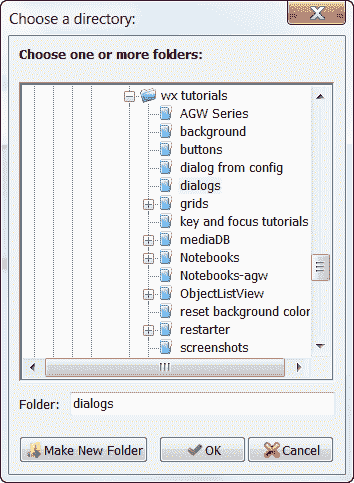 Choose a directory:
Choose one or more folders:
wx tutorials
AGW Series
background
buttons
dialog from config
dialogs
grids
key and focus tutorials
mediaDB
Notebooks
Notebooks-agw
ObjectListView
reset background color
restarter
screenshots
Folder: dialogs
Make New Folder OK Cancel